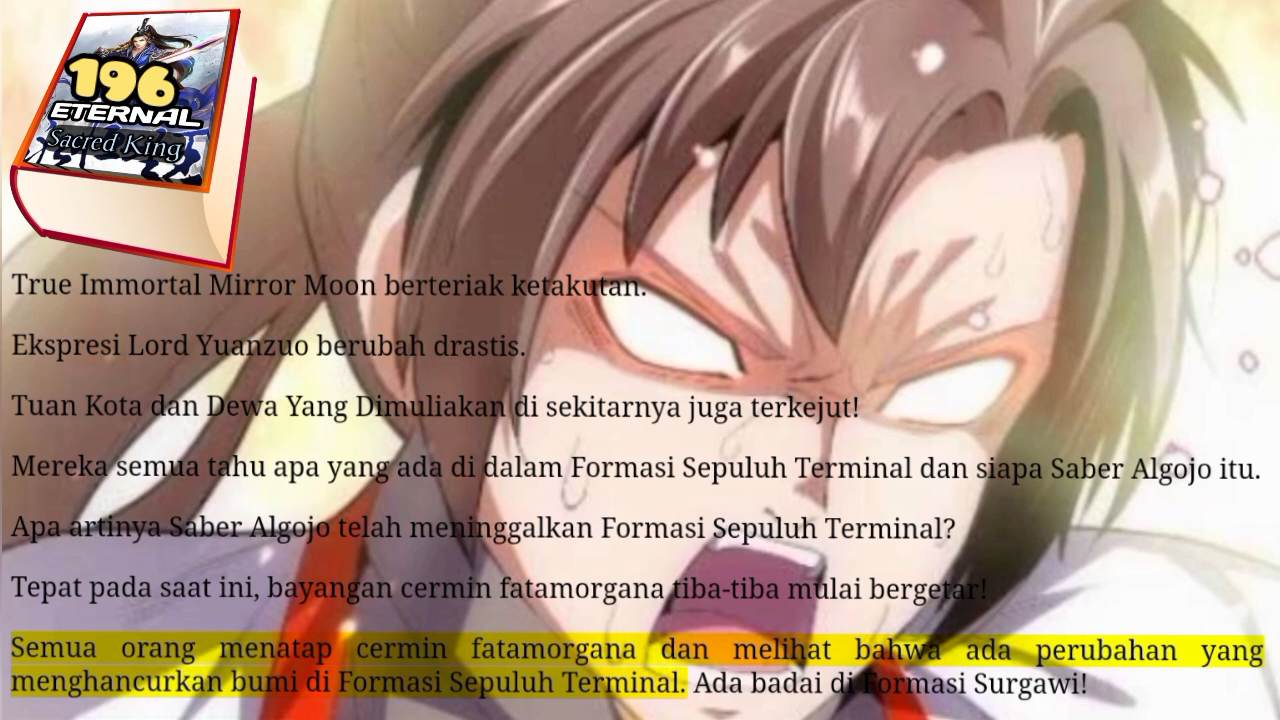 196
ETERNAL
Sacred King
True Immortal Mirror Moon berteriak ketakutan.
Ekspresi Lord Yuanzuo berubah drastis.
Tuan Kota dan Dewa Yang Dimuliakan di sekitarnya juga terkejut!
Mereka semua tahu apa yang ada di dalam Formasi Sepuluh Terminal dan siapa Saber Algojo itu.
Apa artinya Saber Algojo telah meninggalkan Formasi Sepuluh Terminal?
Tepat pada saat ini, bayangan cermin fatamorgana tiba-tiba mulai bergetar!
Semua orang menatap cermin fatamorgana dan melihat bahwa ada perubahan yang
menghancurkan bumi di Formasi Sepuluh Terminal. Ada badai di Formasi Surgawi!